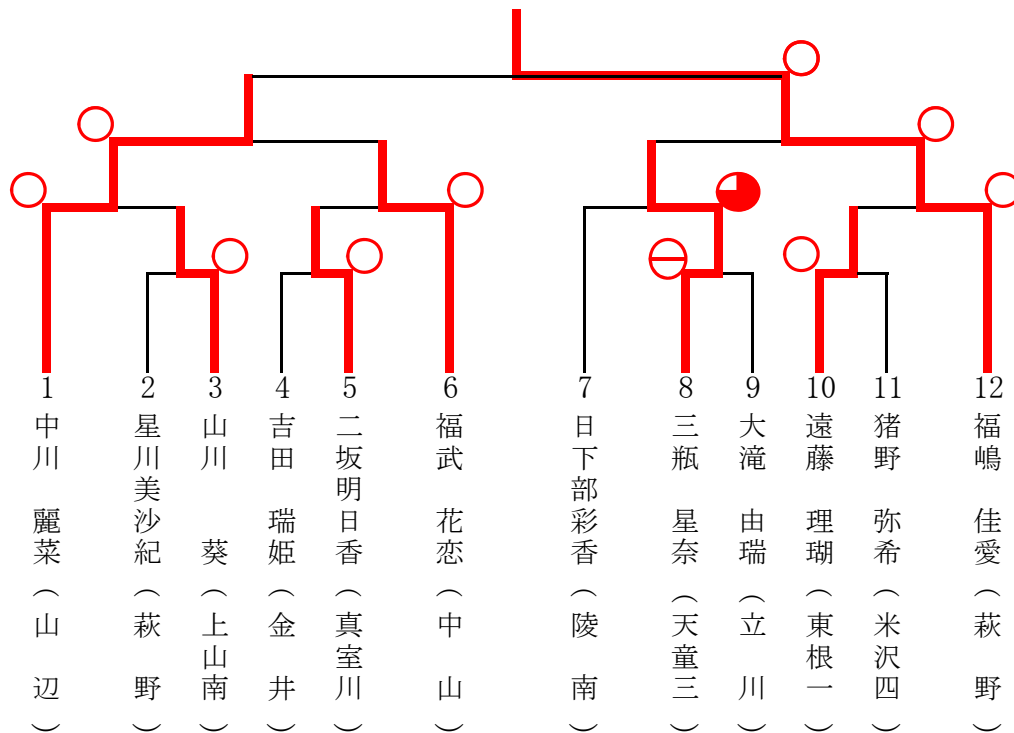 1
中川　麗菜（山　辺）
2
星川美沙紀（萩　野）
3
山川　　葵（上山南）
4
吉田　瑞姫（金　井）
5
二坂明日香（真室川）
6
福武　花恋（中　山）
7
日下部彩香（陵　南）
8
三瓶　星奈（天童三）
9
大滝　由瑞（立　川）
10
遠藤　理瑚（東根一）
11
猪野　弥希（米沢四）
12
福嶋　佳愛（萩　野）